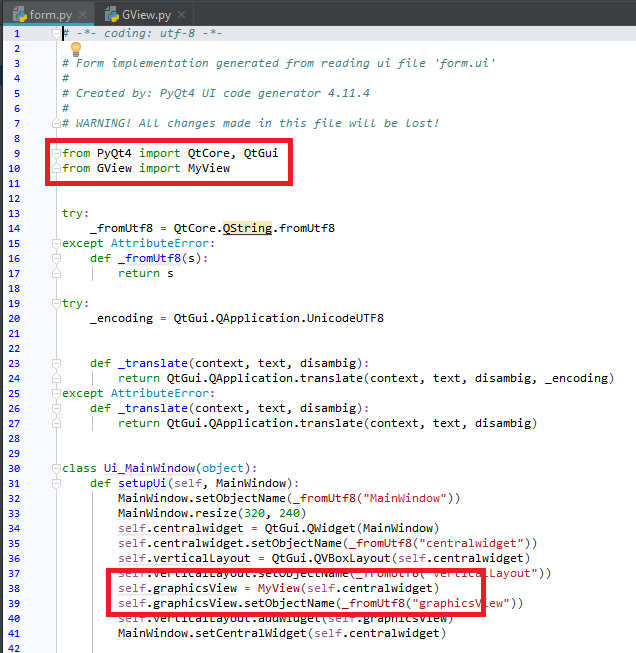 form.py GView.py
1 # -*- coding: utf-8 -*-
2
3 # Form implementation generated from reading ui file 'form.ui'
4 #
5 # Created by: PyQt4 UI code generator 4.11.4
6 #
7 # WARNING! All changes made in this file will be lost!
8
9 from PyQt4 import QtCore, QtGui
10 from GView import MyView
11
12
13 try:
14 _fromUtf8 = QtCore.QString.fromUtf8
15 except AttributeError:
16 def _fromUtf8(s):
17 return s
18
19 try:
20 _encoding = QtGui.QApplication.UnicodeUTF8
21
22
23 def _translate(context, text, disambig):
24 return QtGui.QApplication.translate(context, text, disambig, _encoding)
25 except AttributeError:
26 def _translate(context, text, disambig):
27 return QtGui.QApplication.translate(context, text, disambig)
28
29
30 class Ui_MainWindow(object):
31 def setupUi(self, MainWindow):
32 MainWindow.setObjectName(_fromUtf8("MainWindow"))
33 MainWindow.resize(320, 240)
34 self.centralwidget = QtGui.QWidget(MainWindow)
35 self.centralwidget.setObjectName(_fromUtf8("centralwidget"))
36 self.verticalLayout = QtGui.QVBoxLayout(self.centralwidget)
37 self.verticalLayout.setObjectName(_fromUtf8("verticalLayout"))
38 self.graphicsView = MyView(self.centralwidget)
39 self.graphicsView.setObjectName(_fromUtf8("graphicsView"))
40 self.verticalLayout.addWidget(self.graphicsView)
41 MainWindow.setCentralWidget(self.centralwidget)
42